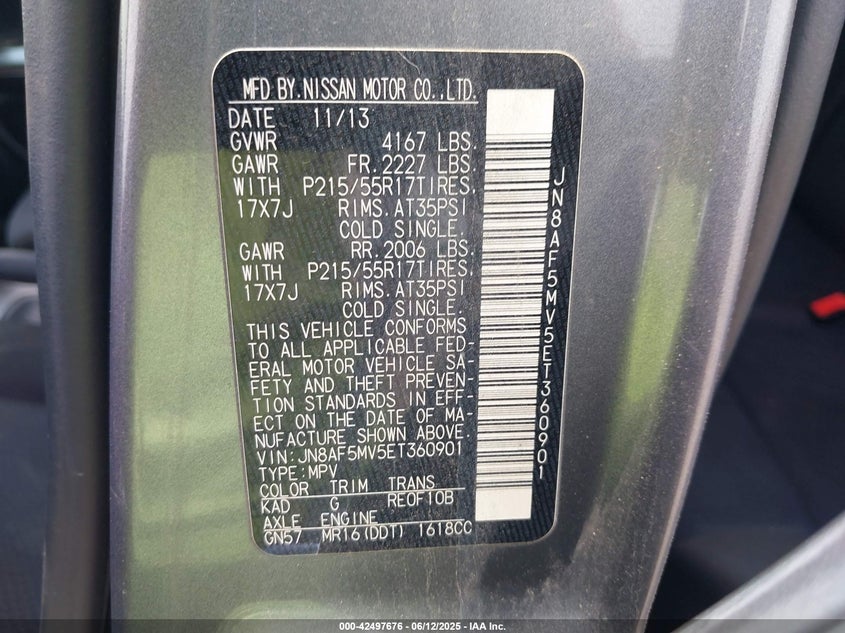 MFD BY.NISSAN MOTOR CO.,LTD.
DATE 11/13
GVWR 4167 LBS.
GAWR FR.2227 LBS.
WITH P215/55R17TIRES.
17X7J RIMS.AT35PSI
COLD SINGLE.
GAWR RR.2006 LBS.
WITH P215/55R17TIRES.
17X7J RIMS.AT35PSI
COLD SINGLE.
THIS VEHICLE CONFORMS
TO ALL APPLICABLE FED-
ERAL MOTOR VEHICLE SA-
FETY AND THEFT PREVEN-
TION STANDARDS IN EFF-
ECT ON THE DATE OF MA-
NUFACTURE SHOWN ABOVE.
VIN:JN8AF5MV5ET360901
TYPE:MPV
COLOR TRIM TRANS
KAD G RE0F10B
AXLE ENGINE
GN57 MR16(DDT) 1618CC
JN8AF5MV5ET360901
000-42497676 - 06/12/2025 - IAA Inc.